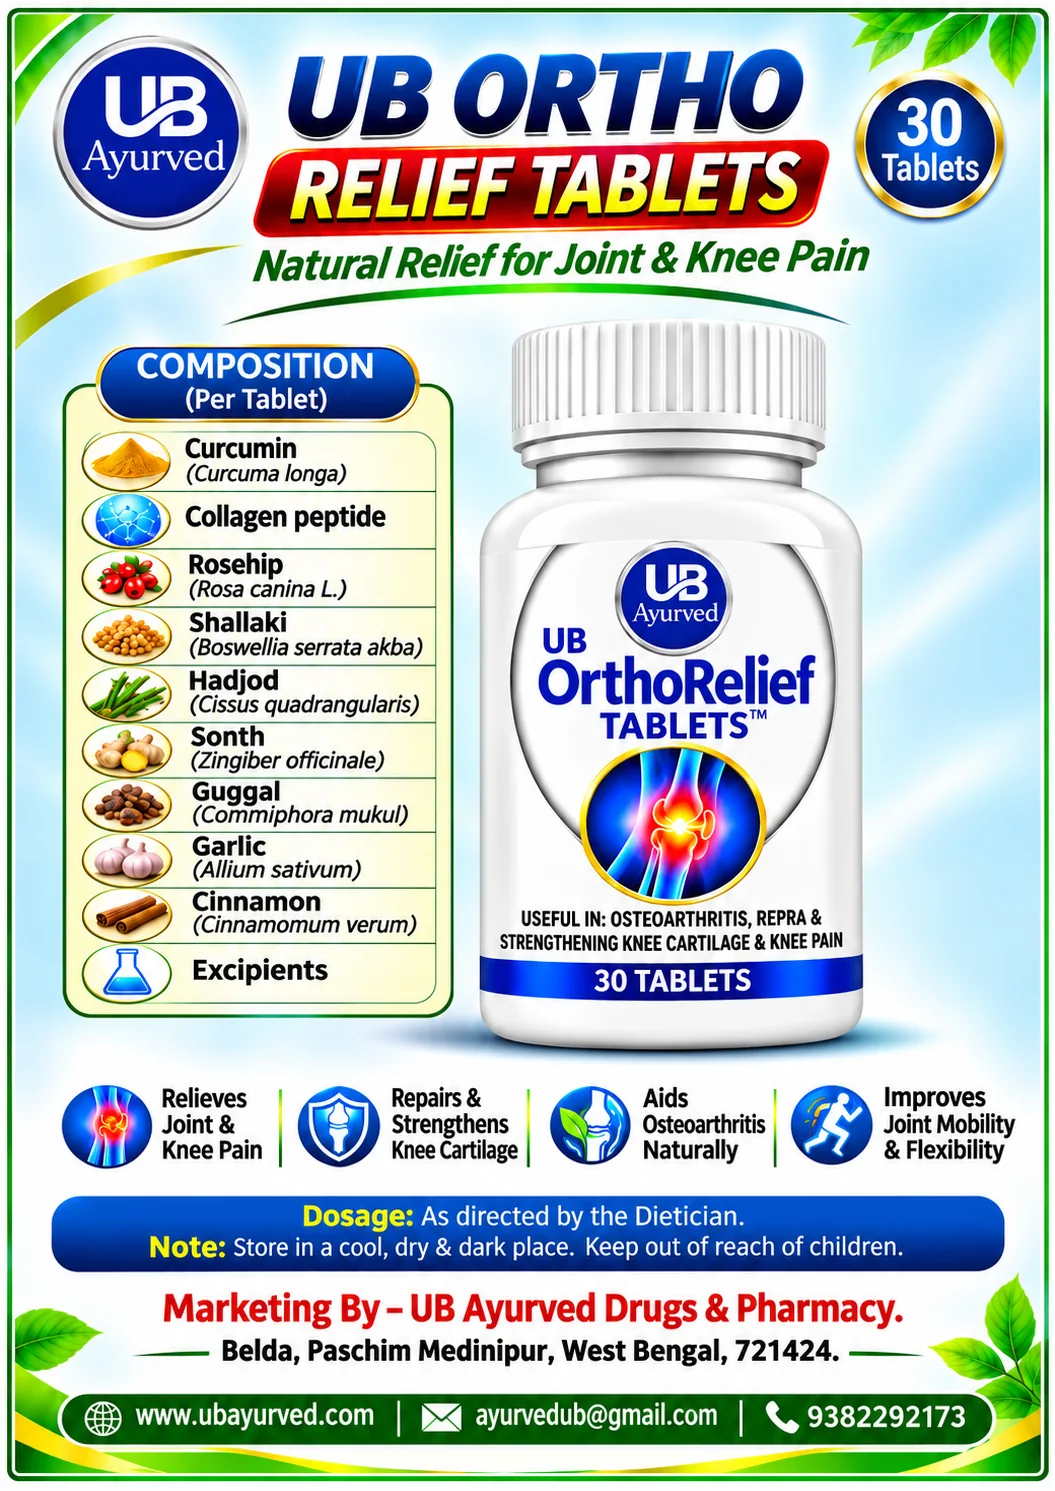 UB
Ayurved
UB ORTHO
RELIEF TABLETS
30
Tablets
Natural Relief for Joint & Knee Pain
COMPOSITION
(Per Tablet)
Curcumin
(Curcuma longa)
Collagen peptide
Rosehip
(Rosa canina L.)
Shallaki
(Boswellia serrata akba)
Hadjod
(Cissus quadrangularis)
Sonth
(Zingiber officinale)
Guggal
(Commiphora mukul)
Garlic
(Allium sativum)
Cinnamon
(Cinnamomum verum)
Excipients
UB
Ayurved
UB
OrthoRelief
TABLETS™
USEFUL IN: OSTEOARTHRITIS, REPRA &
STRENGTHENING KNEE CARTILAGE & KNEE PAIN
30 TABLETS
Relieves
Joint &
Knee Pain
Repairs &
Strengthens
Knee Cartilage
Aids
Osteoarthritis
Naturally
Improves
Joint Mobility
& Flexibility
Dosage: As directed by the Dietician.
Note: Store in a cool, dry & dark place. Keep out of reach of children.
Marketing By – UB Ayurved Drugs & Pharmacy.
Belda, Paschim Medinipur, West Bengal, 721424.
www.ubayurved.com | ayurvedub@gmail.com | 9382292173